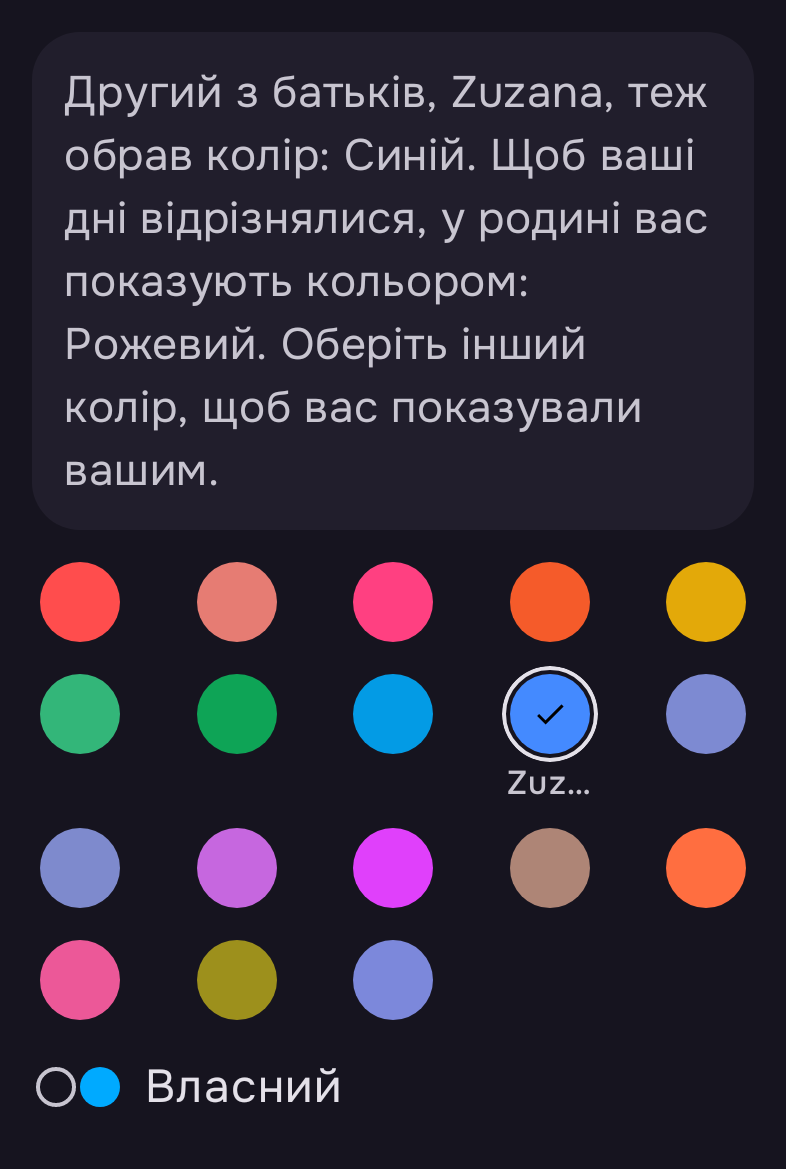 Другий з батьків, Zuzana, теж
обрав колір: Синій. Щоб ваші
дні відрізнялися, у родині вас
показують кольором:
Рожевий. Оберіть інший
колір, щоб вас показували
вашим.
Zuz...
Власний